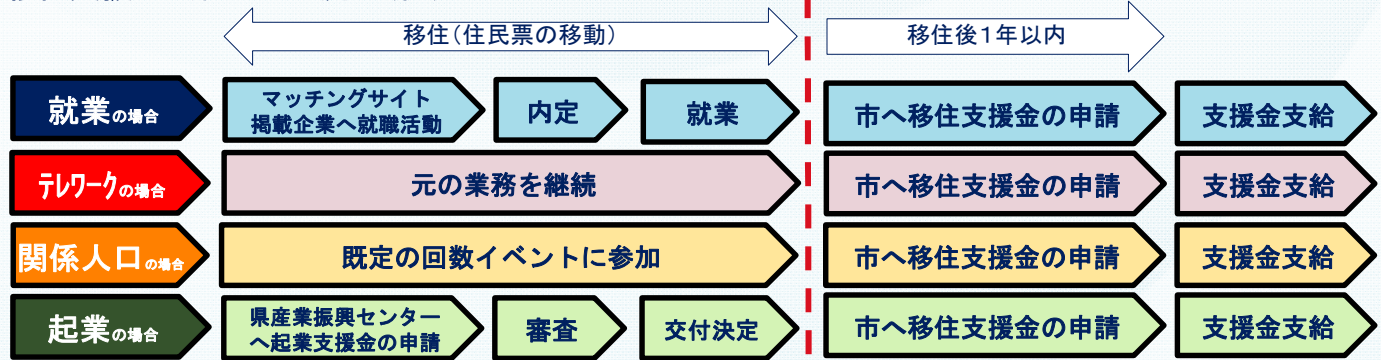 移住(住民票の移動)
移住後1年以内
就業の場合
マッチングサイト
掲載企業へ就職活動
内定
就業
市へ移住支援金の申請
支援金支給
テレワークの場合
元の業務を継続
市へ移住支援金の申請
支援金支給
関係人口の場合
既定の回数イベントに参加
市へ移住支援金の申請
支援金支給
起業の場合
県産業振興センター
へ起業支援金の申請
審査
交付決定
市へ移住支援金の申請
支援金支給